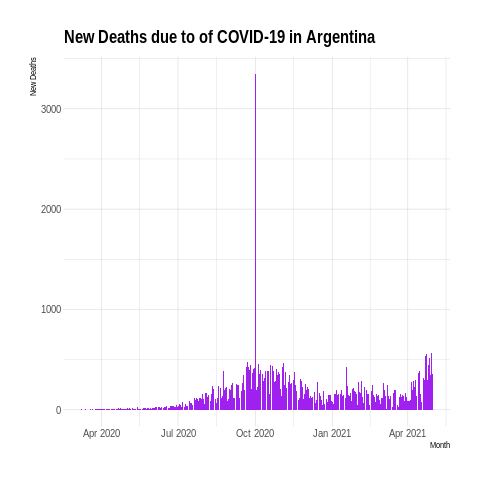 New Deaths due to of COVID-19 in Argentina
New Deaths
3000
2000
1000
0
Apr 2020 Jul 2020 Oct 2020 Jan 2021 Apr 2021
Month